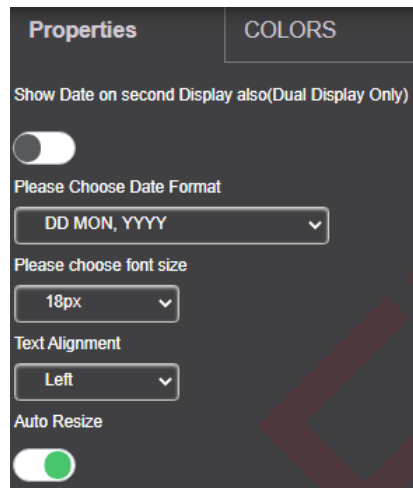 Properties
COLORS
Show Date on second Display also(Dual Display Only)
Please Choose Date Format
DD MON, YYYY
Please choose font size
18px
Text Alignment
Left
Auto Resize